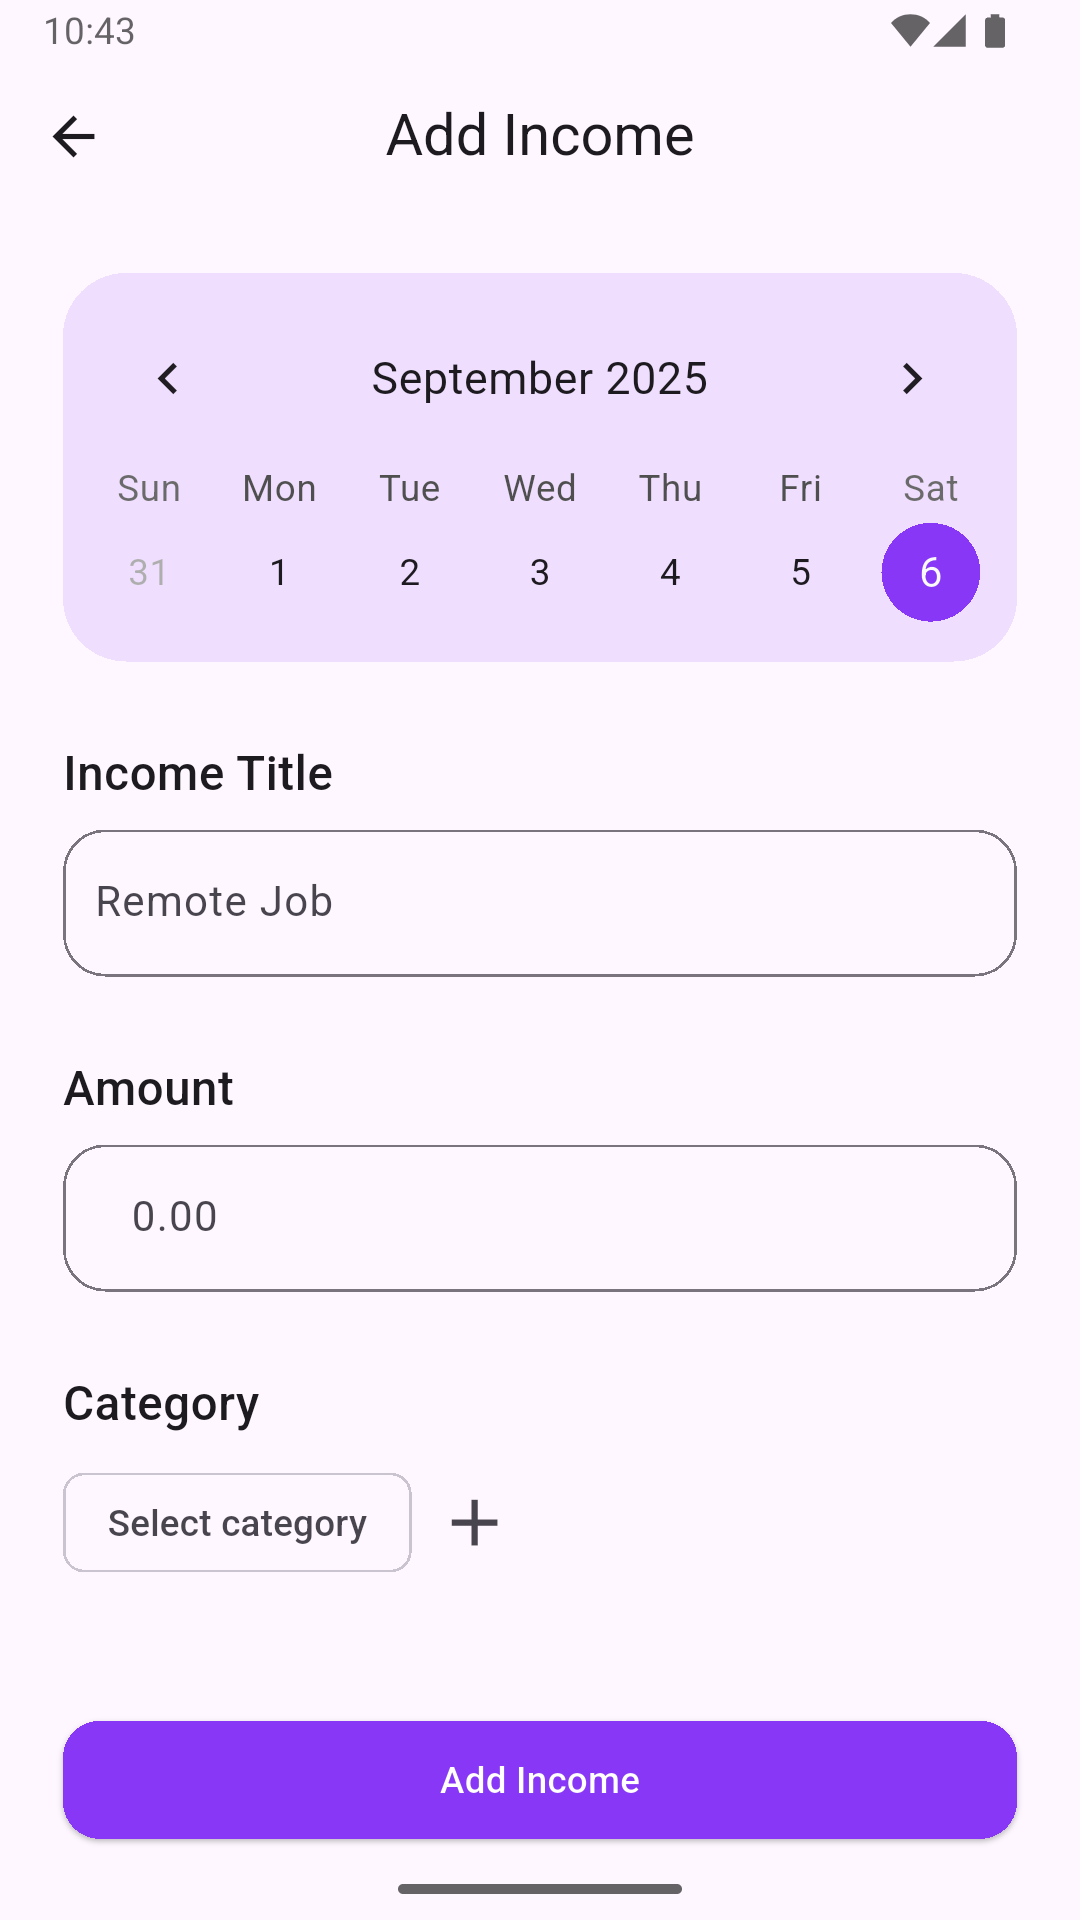 10:43
Add Income
September 2025
Sun Mon Tue Wed Thu Fri Sat
31 1 2 3 4 5 6
Income Title
Remote Job
Amount
0.00
Category
Select category
Add Income